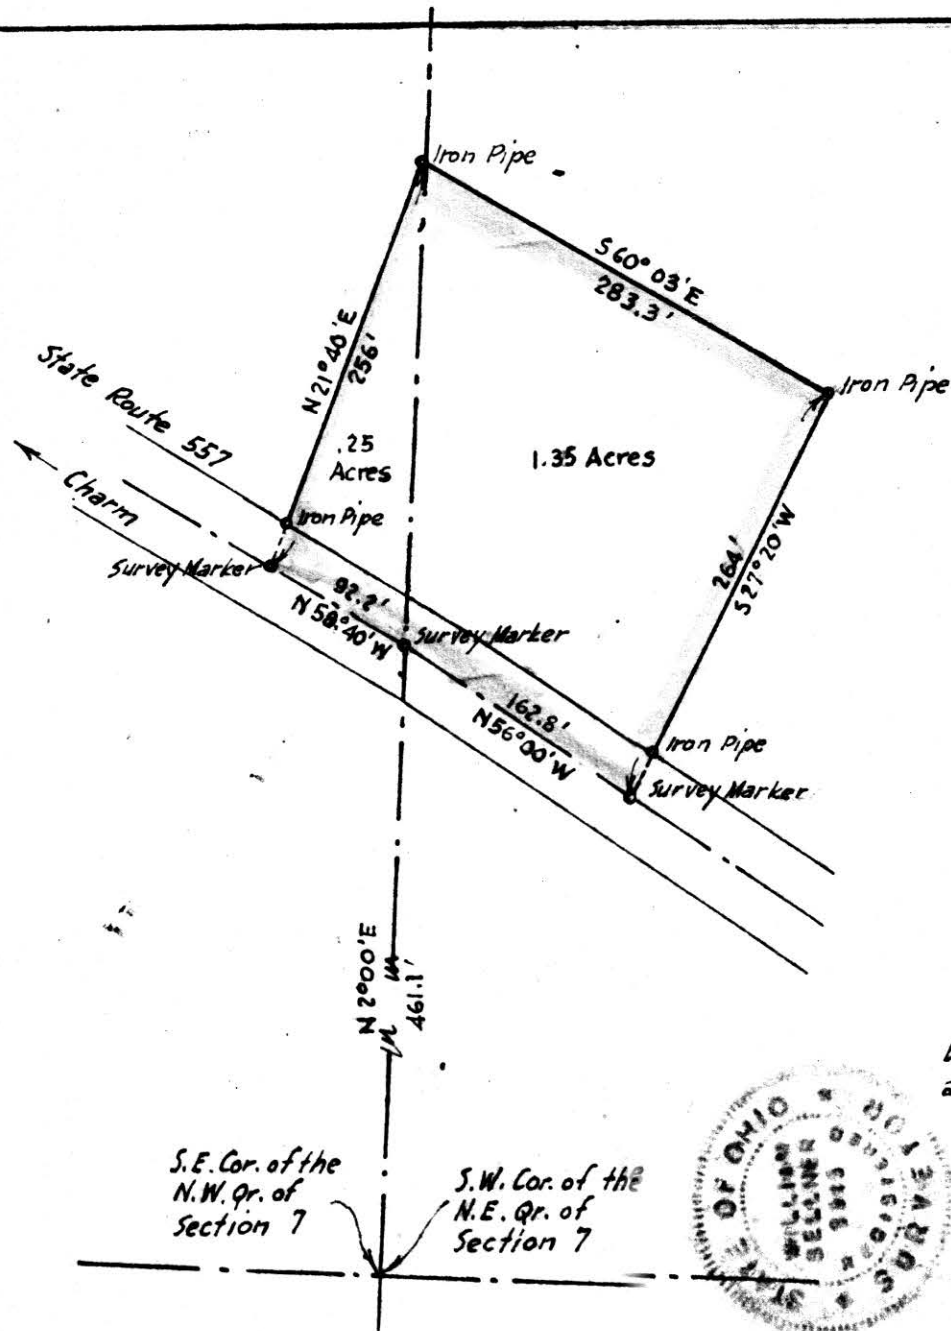 Iron Pipe
S 60° 03' E
283.3'
Iron Pipe
N 21° 40' E
256'
State Route 557
Charm
.25
Acres
1.35 Acres
Iron Pipe
Survey Marker
92.2'
N 58° 40' W
Survey Marker
264'
S 27° 20' W
162.8'
N 56° 00' W
Iron Pipe
Survey Marker
N 2° 00' E
461.1'
S.E. Cor. of the
N.W. Qr. of
Section 7
S.W. Cor. of the
N.E. Qr. of
Section 7
STATE OF OHIO
WILLIAM
SELLNER
SURVEYOR